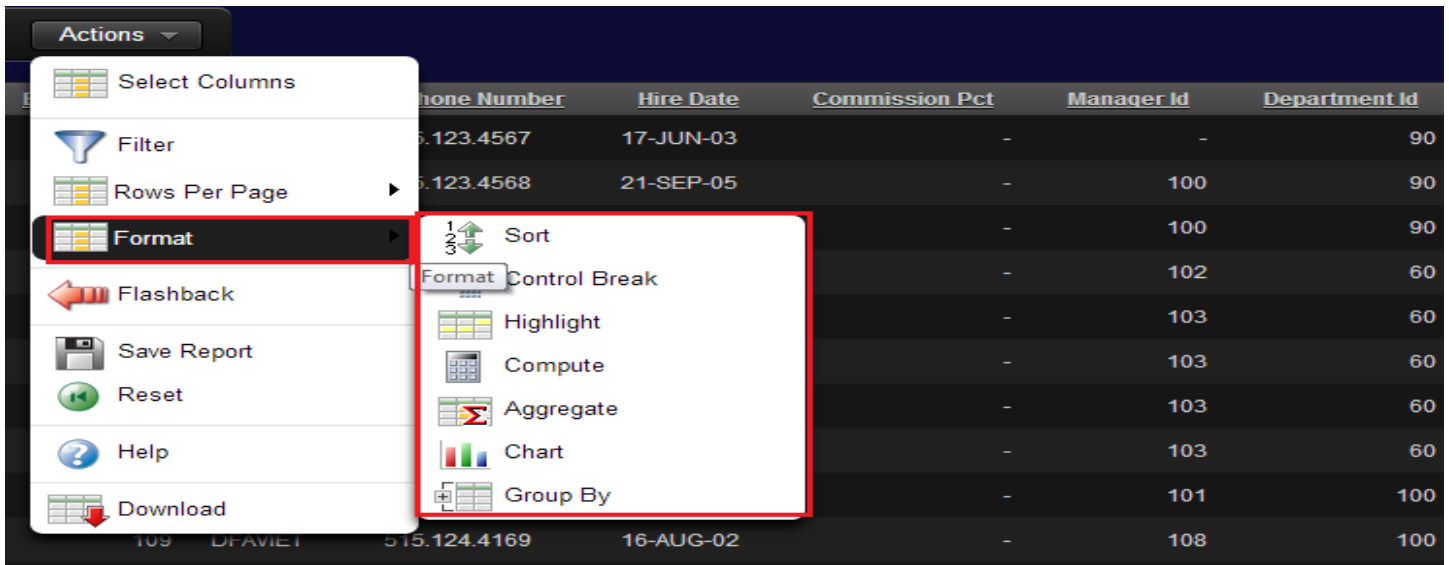 Actions
Select Columns
hone Number Hire Date Commission Pct Manager Id Department Id
Filter
.123.4567 17-JUN-03 - - 90
Rows Per Page
.123.4568 21-SEP-05 - 100 90
Format
Sort
- 100 90
Format
Control Break
- 102 60
Flashback
Highlight
- 103 60
Save Report
Compute
- 103 60
Reset
Aggregate
- 103 60
Help
Chart
- 103 60
Group By
- 101 100
Download
109 DFAVIET 515.124.4169 16-AUG-02 - 108 100